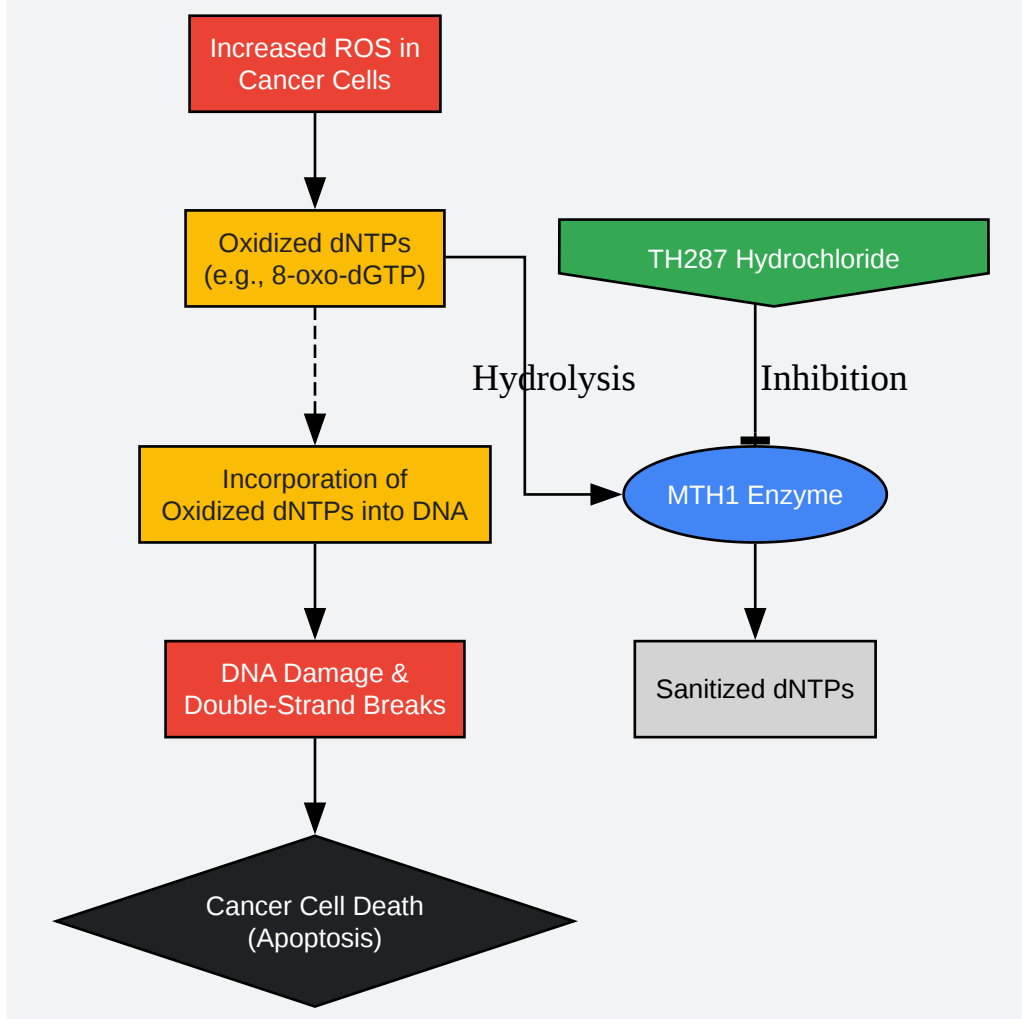 Increased ROS in
Cancer Cells
Oxidized dNTPs
(e.g., 8-oxo-dGTP)
TH287 Hydrochloride
Hydrolysis
Inhibition
Incorporation of
Oxidized dNTPs into DNA
MTH1 Enzyme
DNA Damage &
Double-Strand Breaks
Sanitized dNTPs
Cancer Cell Death
(Apoptosis)